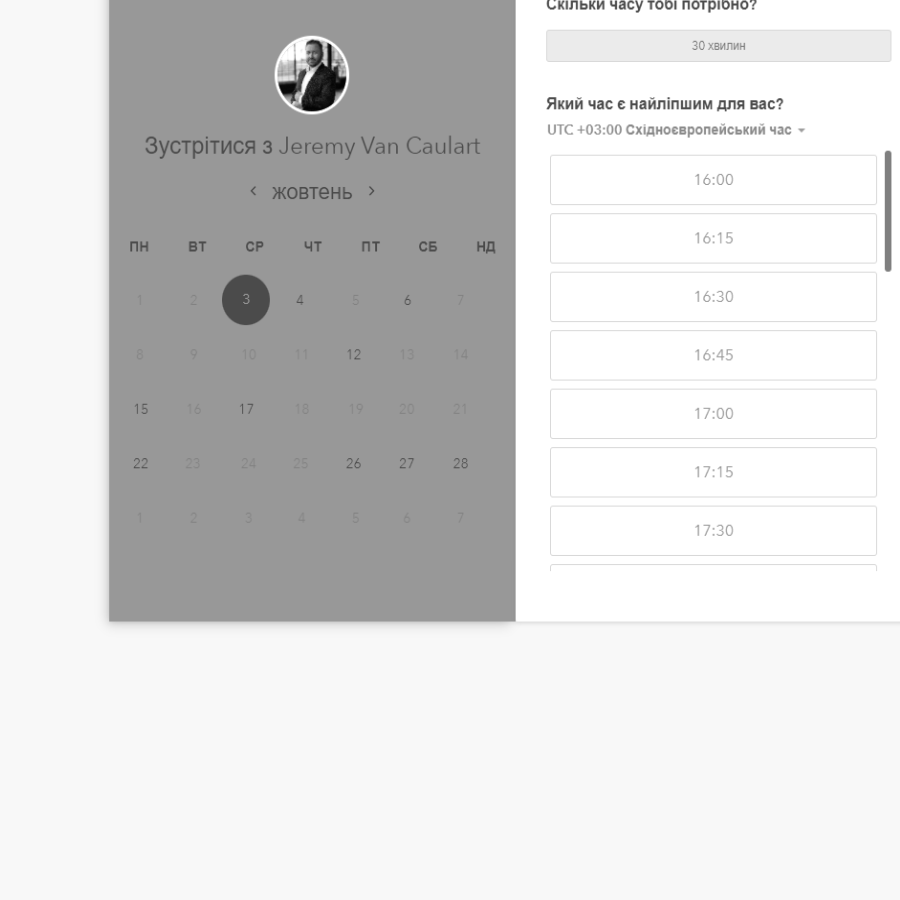 Зустрітися з Jeremy Van Caulart
‹ жовтень ›
ПН ВТ СР ЧТ ПТ СБ НД
1 2 3 4 5 6 7
8 9 10 11 12 13 14
15 16 17 18 19 20 21
22 23 24 25 26 27 28
1 2 3 4 5 6 7
Скільки часу тобі потрібно?
30 хвилин
Який час є найліпшим для вас?
UTC +03:00 Східноєвропейський час
16:00
16:15
16:30
16:45
17:00
17:15
17:30